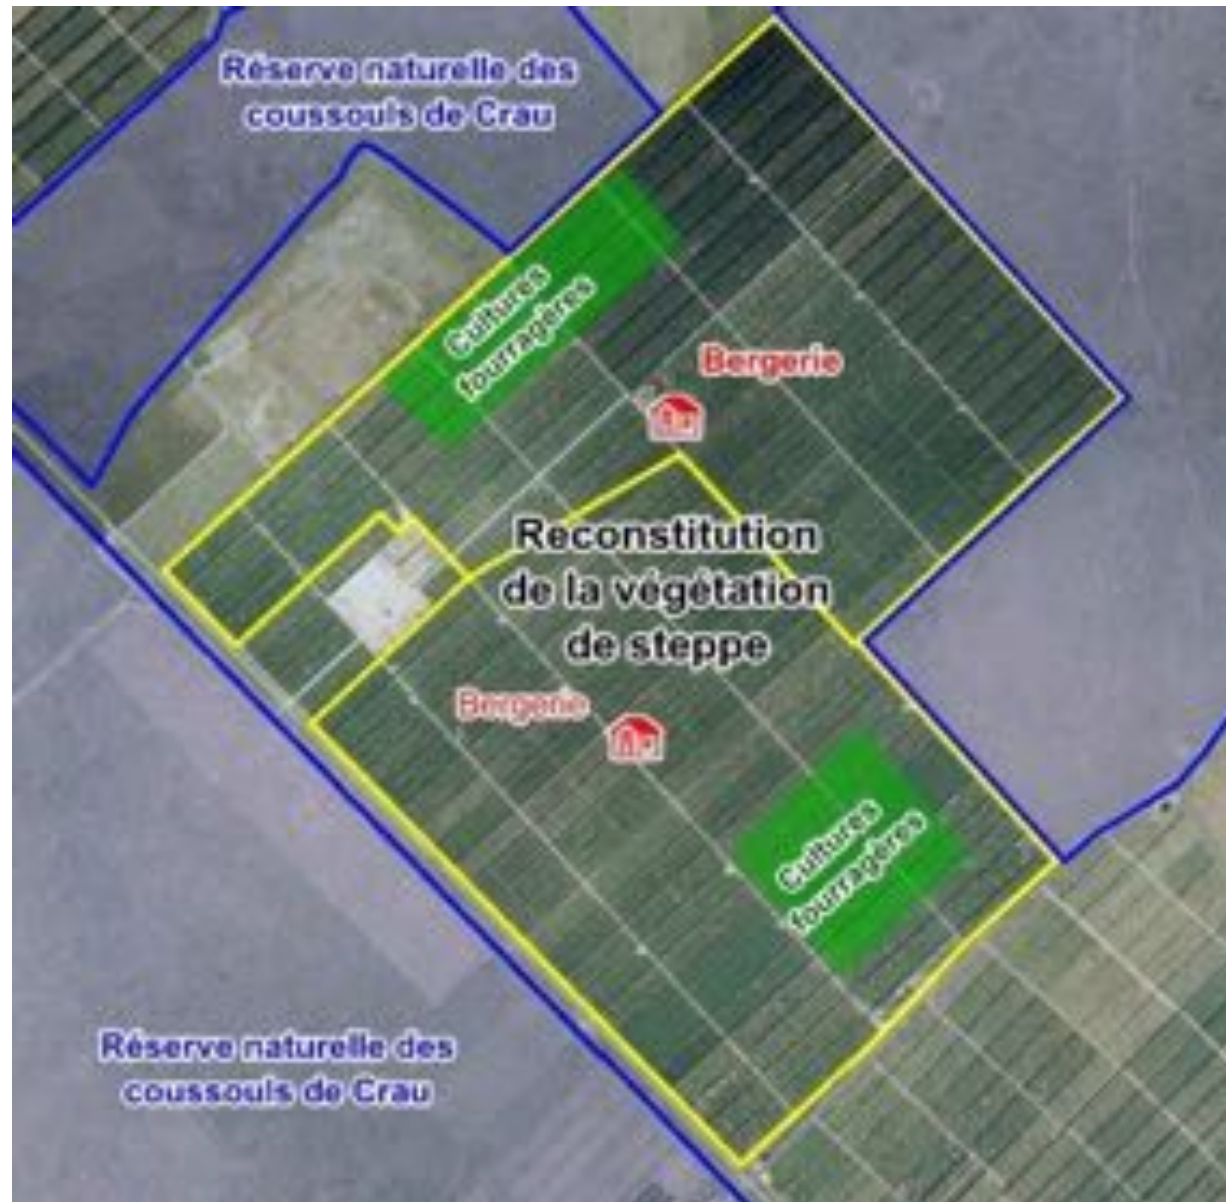 Réserve naturelle des
coussouls de Crau
Cultures
fourragères
Bergerie
Reconstitution
de la végétation
de steppe
Bergerie
Cultures
fourragères
Réserve naturelle des
coussouls de Crau